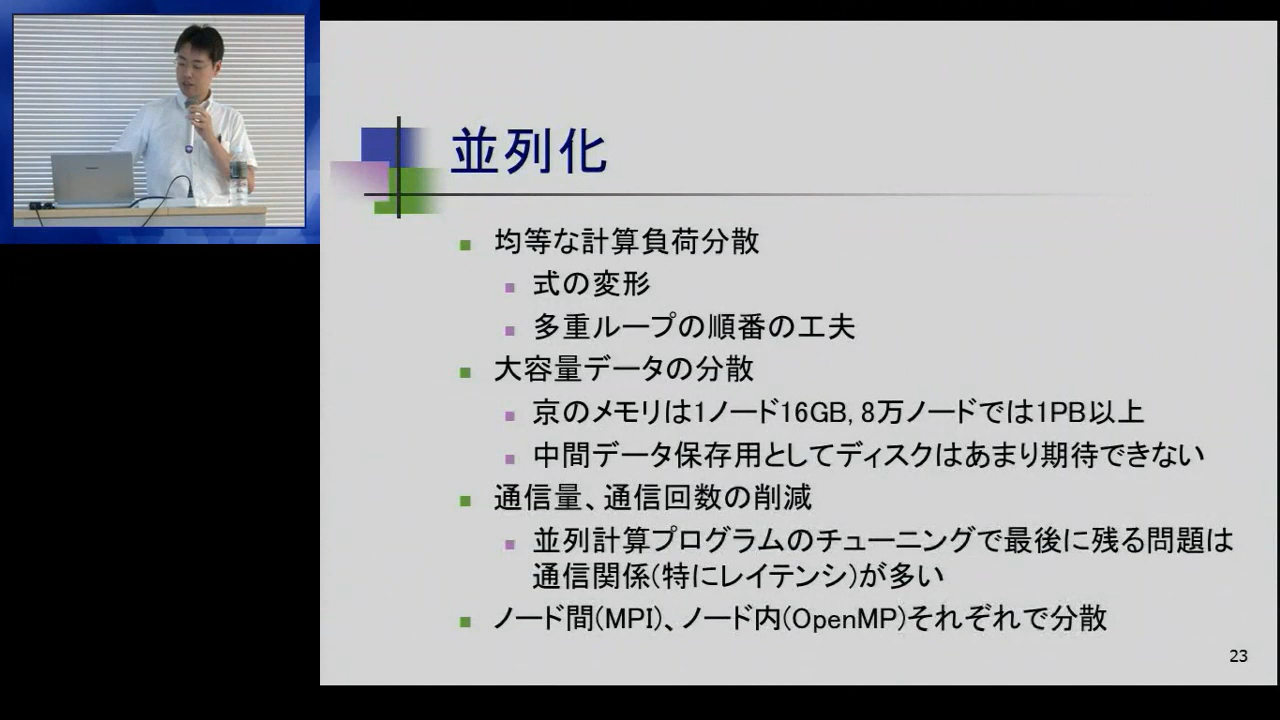 並列化
均等な計算負荷分散
式の変形
多重ループの順番の工夫
大容量データの分散
京のメモリは1ノード16GB, 8万ノードでは1PB以上
中間データ保存用としてディスクはあまり期待できない
通信量、通信回数の削減
並列計算プログラムのチューニングで最後に残る問題は
通信関係(特にレイテンシ)が多い
ノード間(MPI)、ノード内(OpenMP)それぞれで分散
23